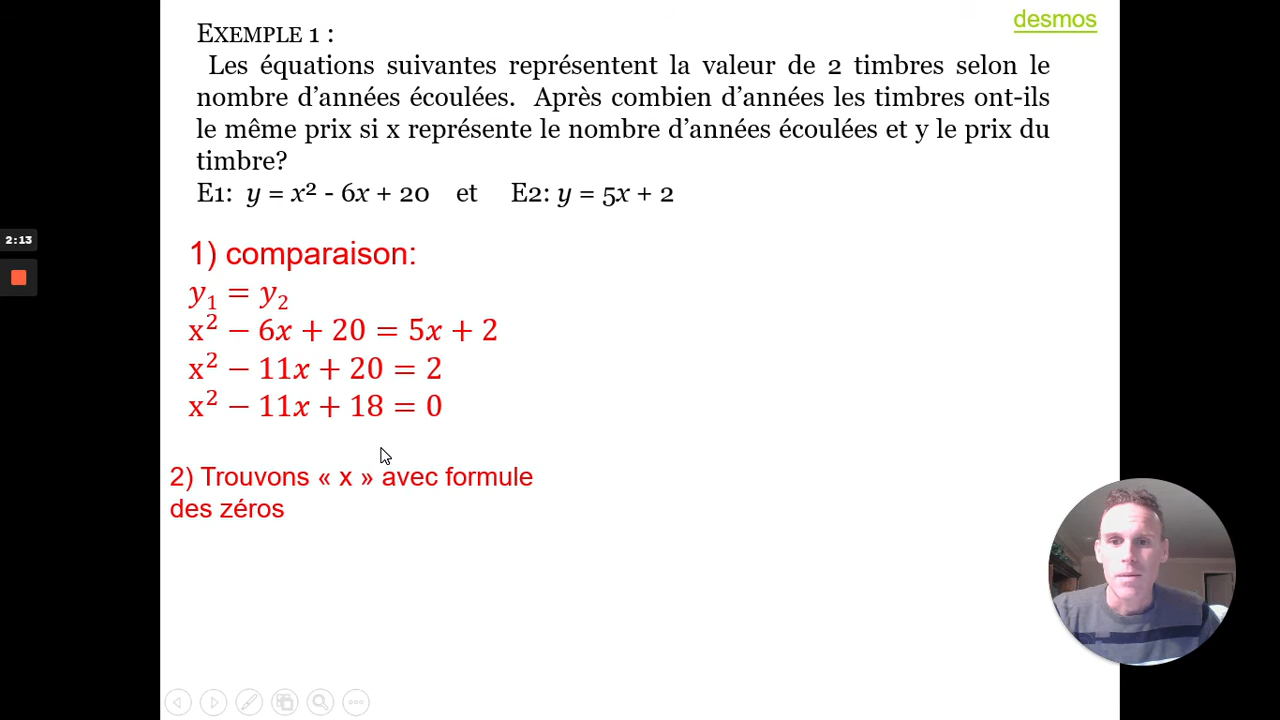 desmos
EXEMPLE 1 :
Les équations suivantes représentent la valeur de 2 timbres selon le
nombre d’années écoulées. Après combien d’années les timbres ont-ils
le même prix si x représente le nombre d’années écoulées et y le prix du
timbre?
E1: y = x² - 6x + 20 et E2: y = 5x + 2
2:13
1) comparaison:
y₁ = y₂
x² − 6x + 20 = 5x + 2
x² − 11x + 20 = 2
x² − 11x + 18 = 0
2) Trouvons « x » avec formule
des zéros